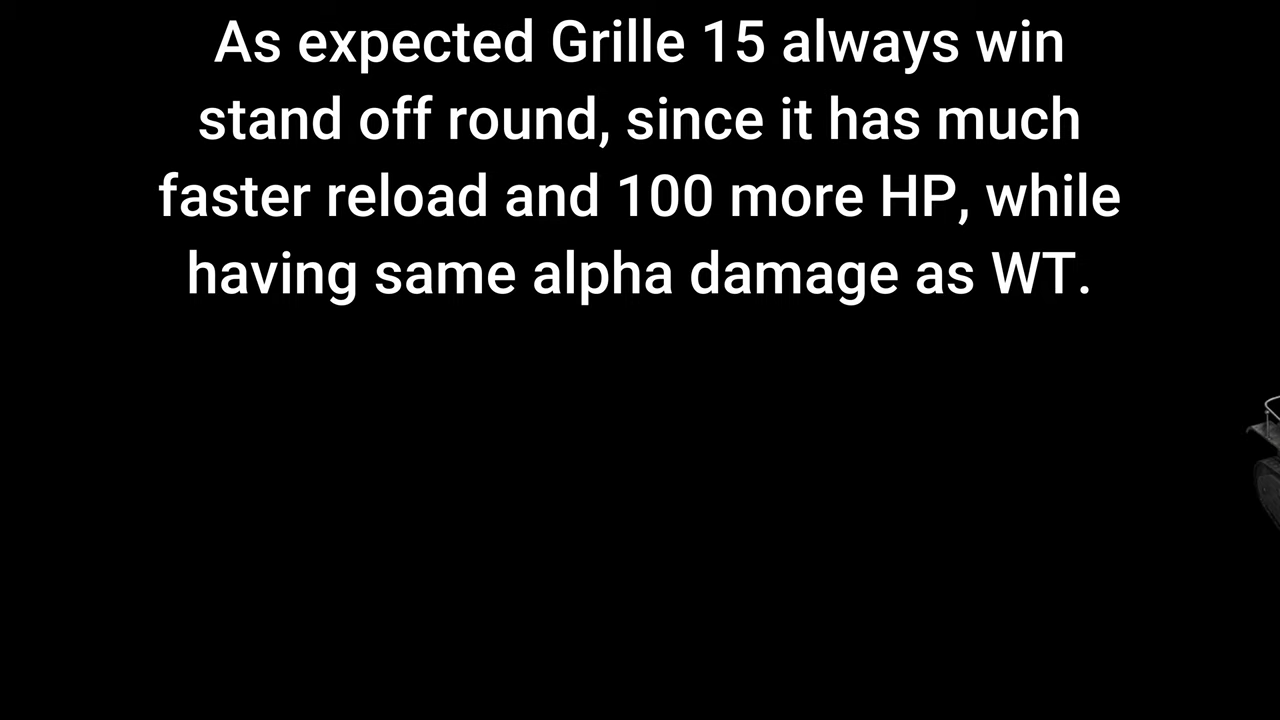 As expected Grille 15 always win
stand off round, since it has much
faster reload and 100 more HP, while
having same alpha damage as WT.